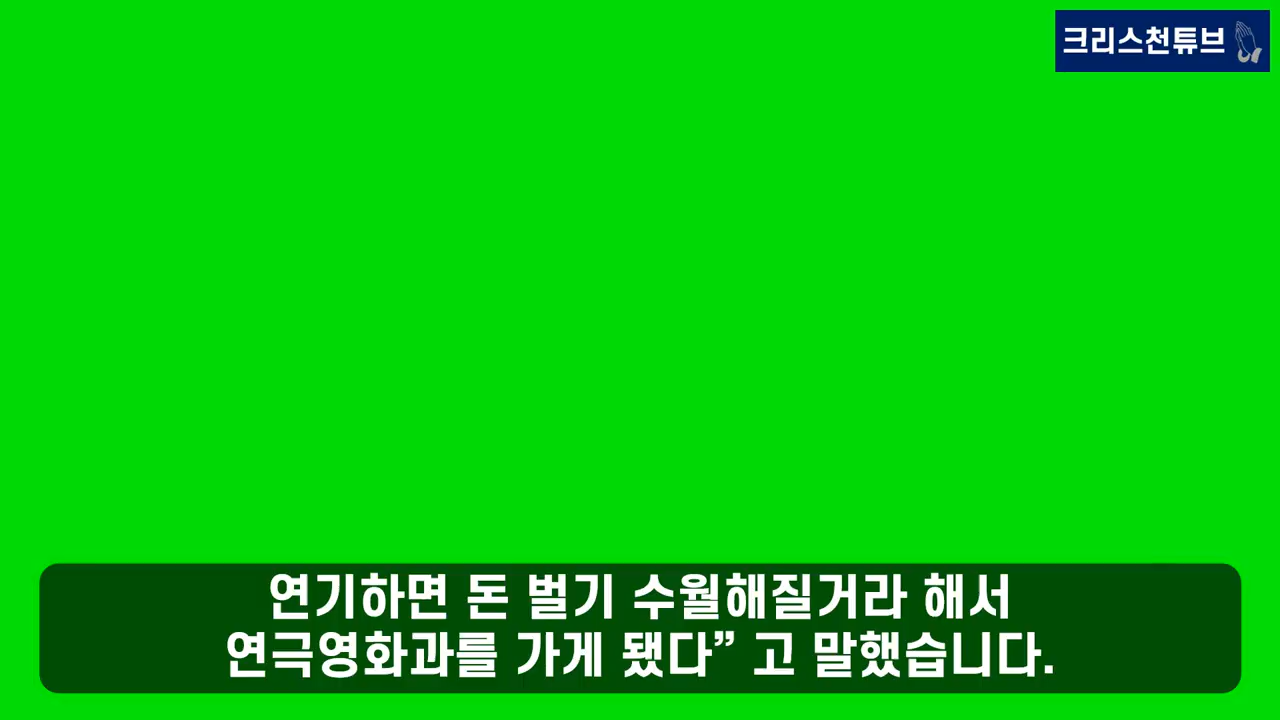 크리스천튜브
연기하면 돈 벌기 수월해질거라 해서
연극영화과를 가게 됐다” 고 말했습니다.